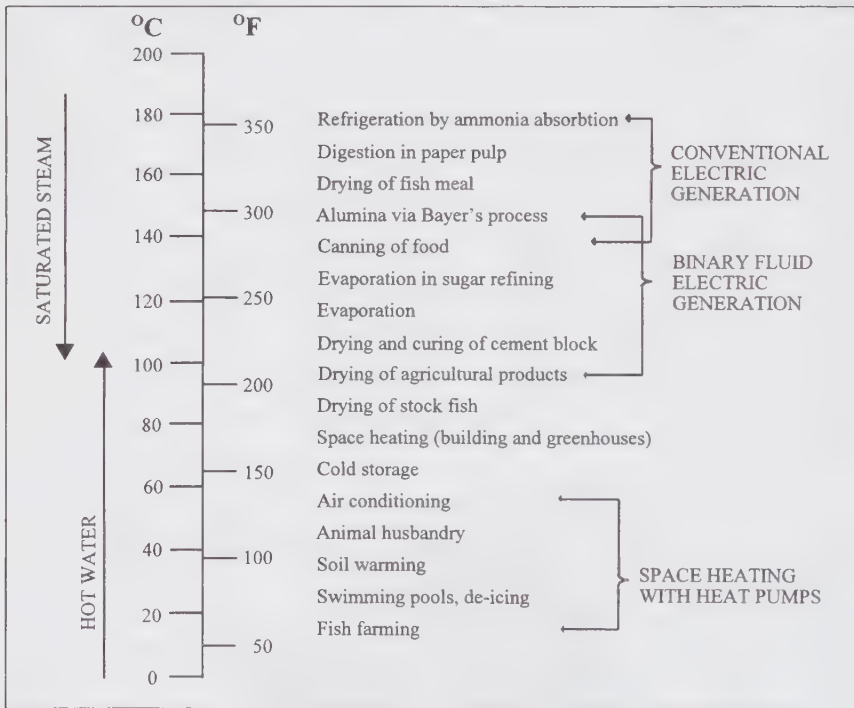 °C °F
200
180
160
140
120
100
80
60
40
20
0
350
300
250
200
150
100
50
SATURATED STEAM
HOT WATER
Refrigeration by ammonia absorbtion
Digestion in paper pulp
Drying of fish meal
Alumina via Bayer's process
Canning of food
Evaporation in sugar refining
Evaporation
Drying and curing of cement block
Drying of agricultural products
Drying of stock fish
Space heating (building and greenhouses)
Cold storage
Air conditioning
Animal husbandry
Soil warming
Swimming pools, de-icing
Fish farming
CONVENTIONAL
ELECTRIC
GENERATION
BINARY FLUID
ELECTRIC
GENERATION
SPACE HEATING
WITH HEAT PUMPS